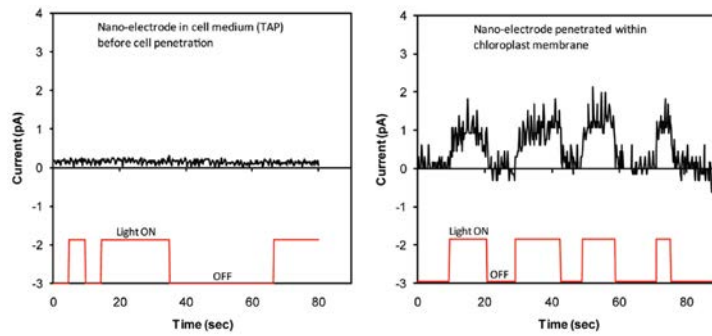 4
3
2
1
0
-1
-2
-3
Current (pA)
Nano-electrode in cell medium (TAP)
before cell penetration
Light ON
OFF
0
20
40
60
80
Time (sec)
4
3
2
1
0
-1
-2
-3
Current (pA)
Nano-electrode penetrated within
chloroplast membrane
Light ON
OFF
0
20
40
60
80
Time (sec)